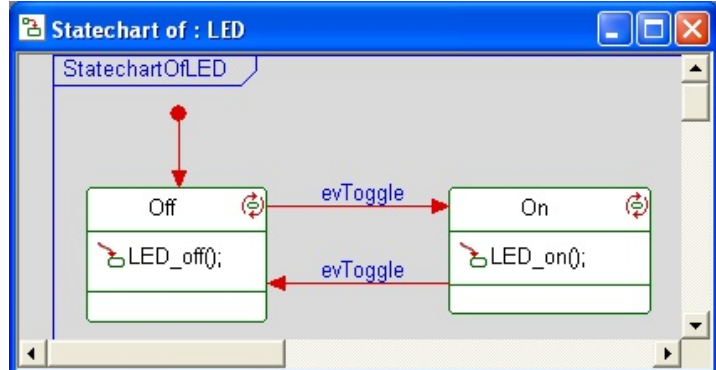 Statechart of : LED
StatechartOfLED
evToggle
Off
On
LED_off();
LED_on();
evToggle